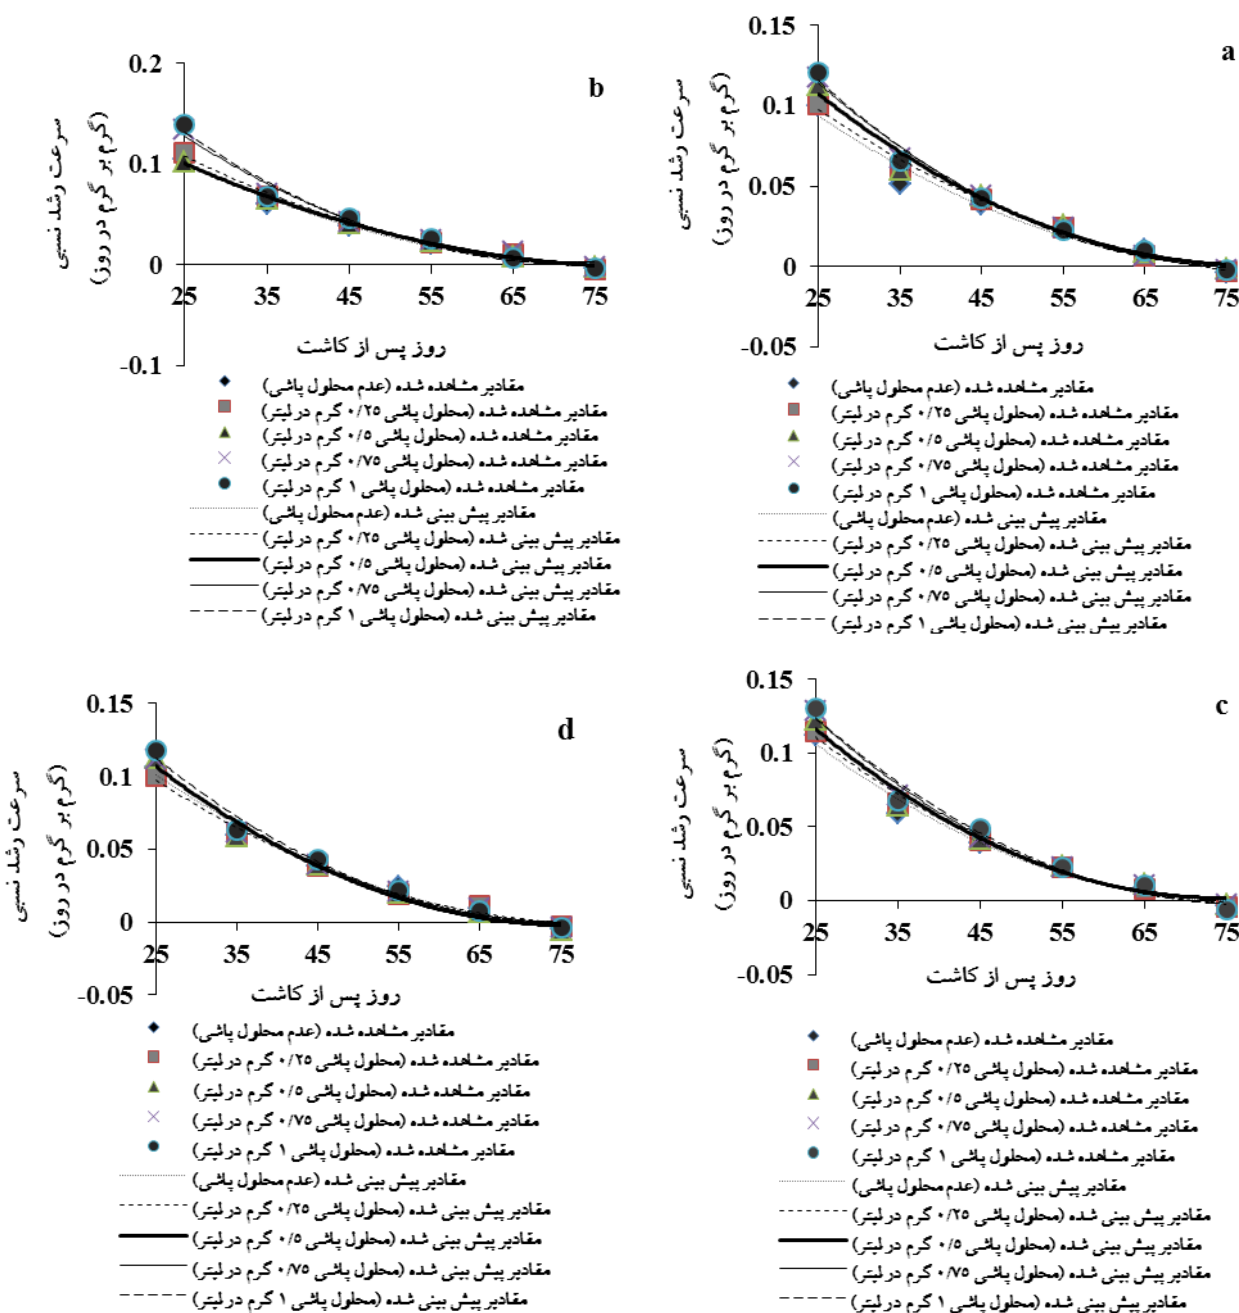 b
0.2
0.1
0
-0.1
25 35 45 55 65 75
سرعت رشد نسبی
(گرم بر گرم در روز)
روز پس از کاشت
مقادیر مشاهده شده (عدم محلول پاشی)
مقادیر مشاهده شده (محلول پاشی ۰/۲۵ گرم در لیتر)
مقادیر مشاهده شده (محلول پاشی ۰/۵ گرم در لیتر)
مقادیر مشاهده شده (محلول پاشی ۰/۷۵ گرم در لیتر)
مقادیر مشاهده شده (محلول پاشی ۱ گرم در لیتر)
مقادیر پیش بینی شده (عدم محلول پاشی)
مقادیر پیش بینی شده (محلول پاشی ۰/۲۵ گرم در لیتر)
مقادیر پیش بینی شده (محلول پاشی ۰/۵ گرم در لیتر)
مقادیر پیش بینی شده (محلول پاشی ۰/۷۵ گرم در لیتر)
مقادیر پیش بینی شده (محلول پاشی ۱ گرم در لیتر)
a
0.15
0.1
0.05
0
-0.05
25 35 45 55 65 75
سرعت رشد نسبی
(گرم بر گرم در روز)
روز پس از کاشت
مقادیر مشاهده شده (عدم محلول پاشی)
مقادیر مشاهده شده (محلول پاشی ۰/۲۵ گرم در لیتر)
مقادیر مشاهده شده (محلول پاشی ۰/۵ گرم در لیتر)
مقادیر مشاهده شده (محلول پاشی ۰/۷۵ گرم در لیتر)
مقادیر مشاهده شده (محلول پاشی ۱ گرم در لیتر)
مقادیر پیش بینی شده (عدم محلول پاشی)
مقادیر پیش بینی شده (محلول پاشی ۰/۲۵ گرم در لیتر)
مقادیر پیش بینی شده (محلول پاشی ۰/۵ گرم در لیتر)
مقادیر پیش بینی شده (محلول پاشی ۰/۷۵ گرم در لیتر)
مقادیر پیش بینی شده (محلول پاشی ۱ گرم در لیتر)
d
0.15
0.1
0.05
0
-0.05
25 35 45 55 65 75
سرعت رشد نسبی
(گرم بر گرم در روز)
روز پس از کاشت
مقادیر مشاهده شده (عدم محلول پاشی)
مقادیر مشاهده شده (محلول پاشی ۰/۲۵ گرم در لیتر)
مقادیر مشاهده شده (محلول پاشی ۰/۵ گرم در لیتر)
مقادیر مشاهده شده (محلول پاشی ۰/۷۵ گرم در لیتر)
مقادیر مشاهده شده (محلول پاشی ۱ گرم در لیتر)
مقادیر پیش بینی شده (عدم محلول پاشی)
مقادیر پیش بینی شده (محلول پاشی ۰/۲۵ گرم در لیتر)
مقادیر پیش بینی شده (محلول پاشی ۰/۵ گرم در لیتر)
مقادیر پیش بینی شده (محلول پاشی ۰/۷۵ گرم در لیتر)
مقادیر پیش بینی شده (محلول پاشی ۱ گرم در لیتر)
c
0.15
0.1
0.05
0
-0.05
25 35 45 55 65 75
سرعت رشد نسبی
(گرم بر گرم در روز)
روز پس از کاشت
مقادیر مشاهده شده (عدم محلول پاشی)
مقادیر مشاهده شده (محلول پاشی ۰/۲۵ گرم در لیتر)
مقادیر مشاهده شده (محلول پاشی ۰/۵ گرم در لیتر)
مقادیر مشاهده شده (محلول پاشی ۰/۷۵ گرم در لیتر)
مقادیر مشاهده شده (محلول پاشی ۱ گرم در لیتر)
مقادیر پیش بینی شده (عدم محلول پاشی)
مقادیر پیش بینی شده (محلول پاشی ۰/۲۵ گرم در لیتر)
مقادیر پیش بینی شده (محلول پاشی ۰/۵ گرم در لیتر)
مقادیر پیش بینی شده (محلول پاشی ۰/۷۵ گرم در لیتر)
مقادیر پیش بینی شده (محلول پاشی ۱ گرم در لیتر)